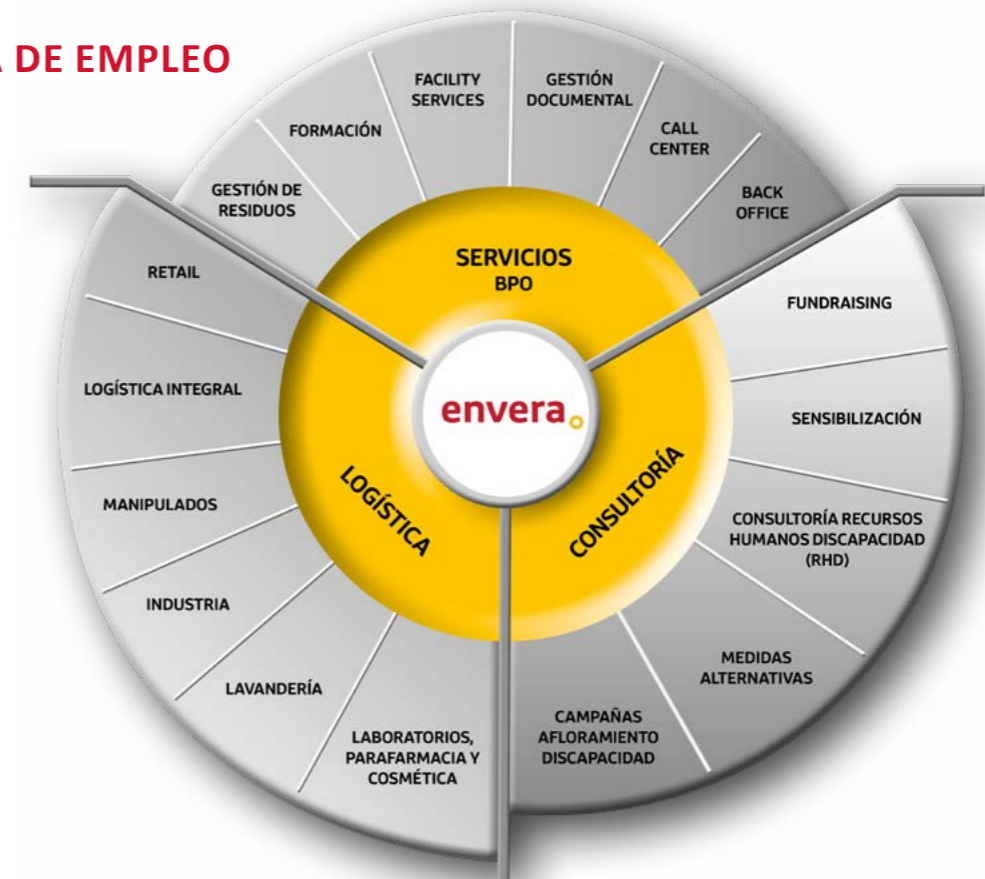 A DE EMPLEO
FACILITY
SERVICES
GESTIÓN
DOCUMENTAL
FORMACIÓN
CALL
CENTER
GESTIÓN DE
RESIDUOS
BACK
OFFICE
SERVICIOS
BPO
RETAIL
LOGÍSTICA INTEGRAL
MANIPULADOS
INDUSTRIA
LAVANDERÍA
LABORATORIOS,
PARAFARMACIA Y
COSMÉTICA
LOGÍSTICA
envera
CONSULTORÍA
FUNDRAISING
SENSIBILIZACIÓN
CONSULTORÍA RECURSOS
HUMANOS DISCAPACIDAD
(RHD)
MEDIDAS
ALTERNATIVAS
CAMPAÑAS
AFLORAMIENTO
DISCAPACIDAD